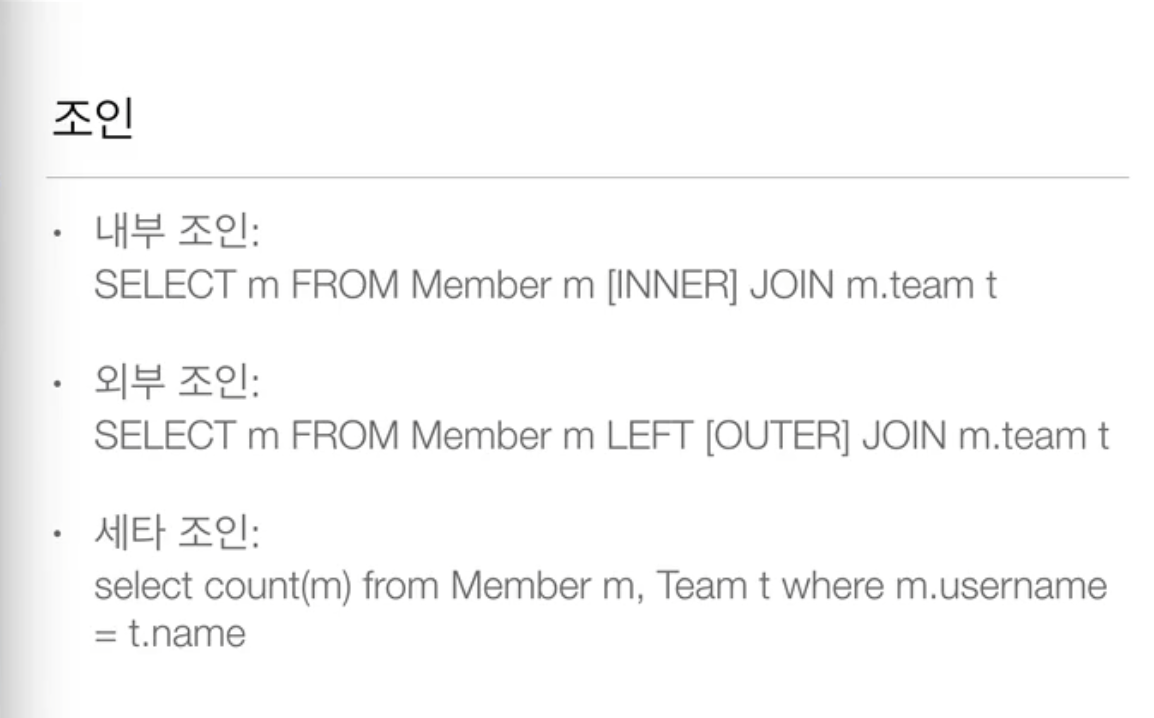 조인
• 내부 조인:
SELECT m FROM Member m [INNER] JOIN m.team t
• 외부 조인:
SELECT m FROM Member m LEFT [OUTER] JOIN m.team t
• 세타 조인:
select count(m) from Member m, Team t where m.username
= t.name